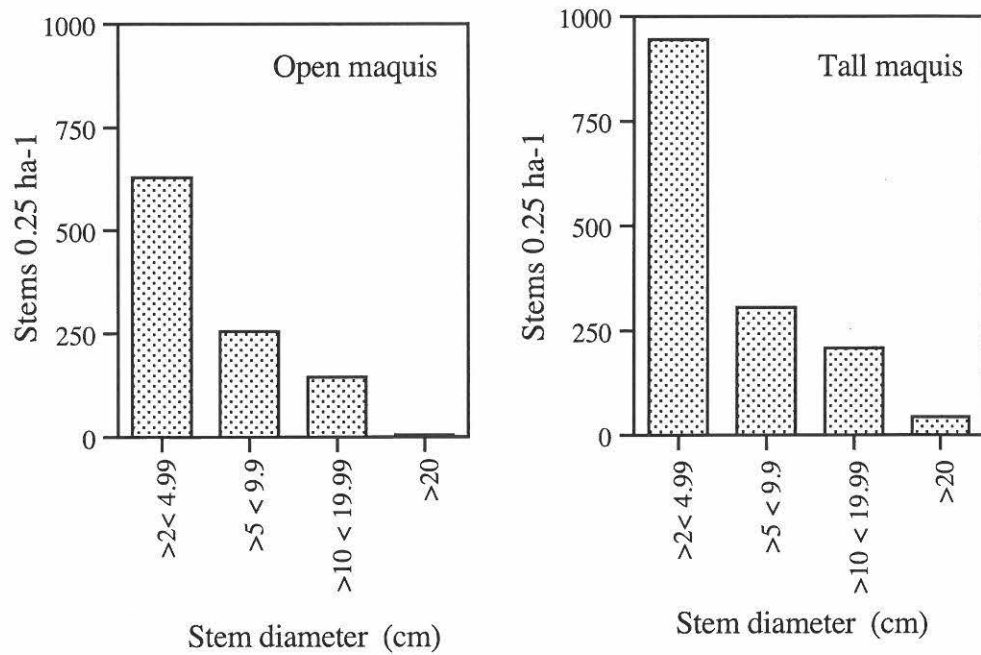 Open maquis
Stems 0.25 ha-1
1000
750
500
250
0
>2< 4.99
>5 < 9.9
>10 < 19.99
>20
Stem diameter (cm)
Tall maquis
Stems 0.25 ha-1
1000
750
500
250
0
>2< 4.99
>5 < 9.9
>10 < 19.99
>20
Stem diameter (cm)